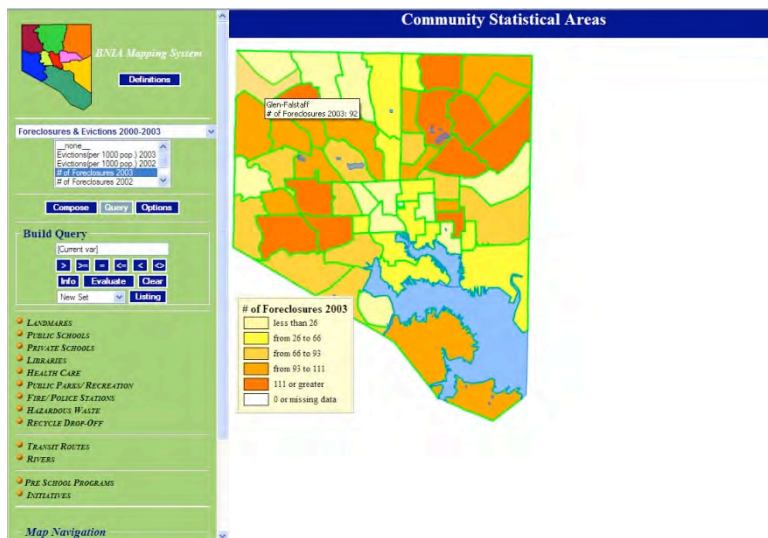 Community Statistical Areas
BNIA Mapping System
Definitions
Foreclosures & Evictions 2000-2003
__none__
Evictions(per 1000 pop.) 2003
Evictions(per 1000 pop.) 2002
# of Foreclosures 2003
# of Foreclosures 2002
Compose Query Options
Build Query
[Current var]
> >= = <= < <>
Info Evaluate Clear
New Set Listing
LANDMARKS
PUBLIC SCHOOLS
PRIVATE SCHOOLS
LIBRARIES
HEALTH CARE
PUBLIC PARKS/RECREATION
FIRE/POLICE STATIONS
HAZARDOUS WASTE
RECYCLE DROP-OFF
TRANSIT ROUTES
RIVERS
PRE SCHOOL PROGRAMS
INITIATIVES
Map Navigation
Glen-Falstaff
# of Foreclosures 2003: 92
# of Foreclosures 2003
less than 26
from 26 to 66
from 66 to 93
from 93 to 111
111 or greater
0 or missing data